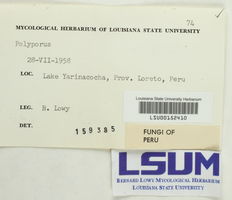 74
MYCOLOGICAL HERBARIUM OF LOUISIANA STATE UNIVERSITY
Polyporus
28-VII-1958
LOC. Lake Yarinacocha, Prov. Loreto, Peru
Louisiana State University Herbarium
LSU00152410
LEG. B. Lowy
DET.
159385
FUNGI OF
PERU
LSUM
BERNARD LOWY MYCOLOGICAL HERBARIUM
LOUISIANA STATE UNIVERSITY